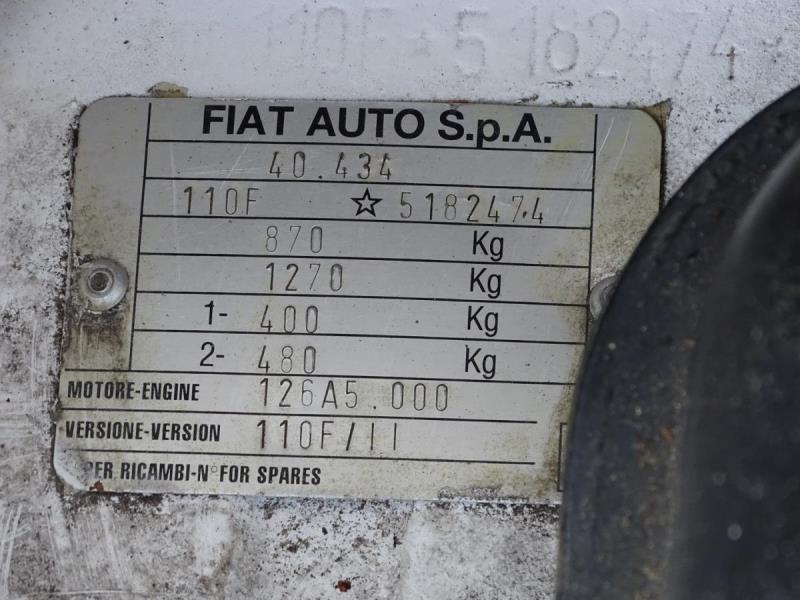 110F * 5182474 *
FIAT AUTO S.p.A.
40.434
110F ☆ 5182474
870 Kg
1270 Kg
1- 400 Kg
2- 480 Kg
MOTORE-ENGINE 126A5.000
VERSIONE-VERSION 110F/II
PER RICAMBI-N° FOR SPARES